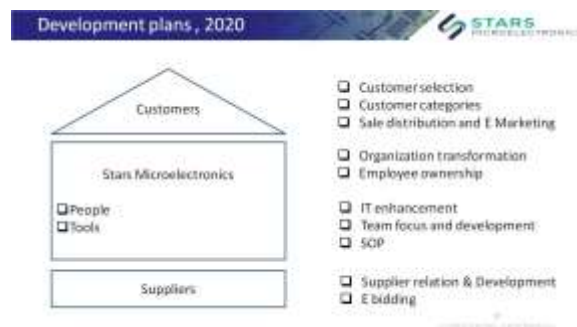 Development plans , 2020
STARS
MICROELECTRONICS
Customers
Stars Microelectronics
❑People
❑Tools
Suppliers
❑ Customer selection
❑ Customer categories
❑ Sale distribution and E Marketing
❑ Organization transformation
❑ Employee ownership
❑ IT enhancement
❑ Team focus and development
❑ SOP
❑ Supplier relation & Development
❑ E bidding